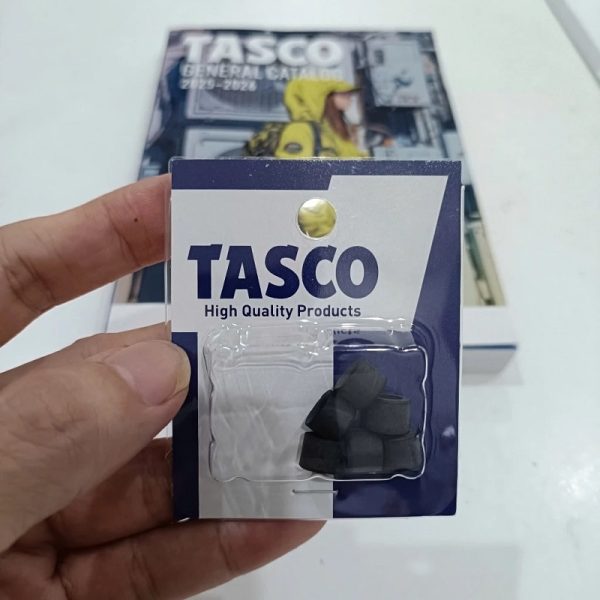 TASCO
GENERAL CATALOG
2025-2026
TASCO
High Quality Products